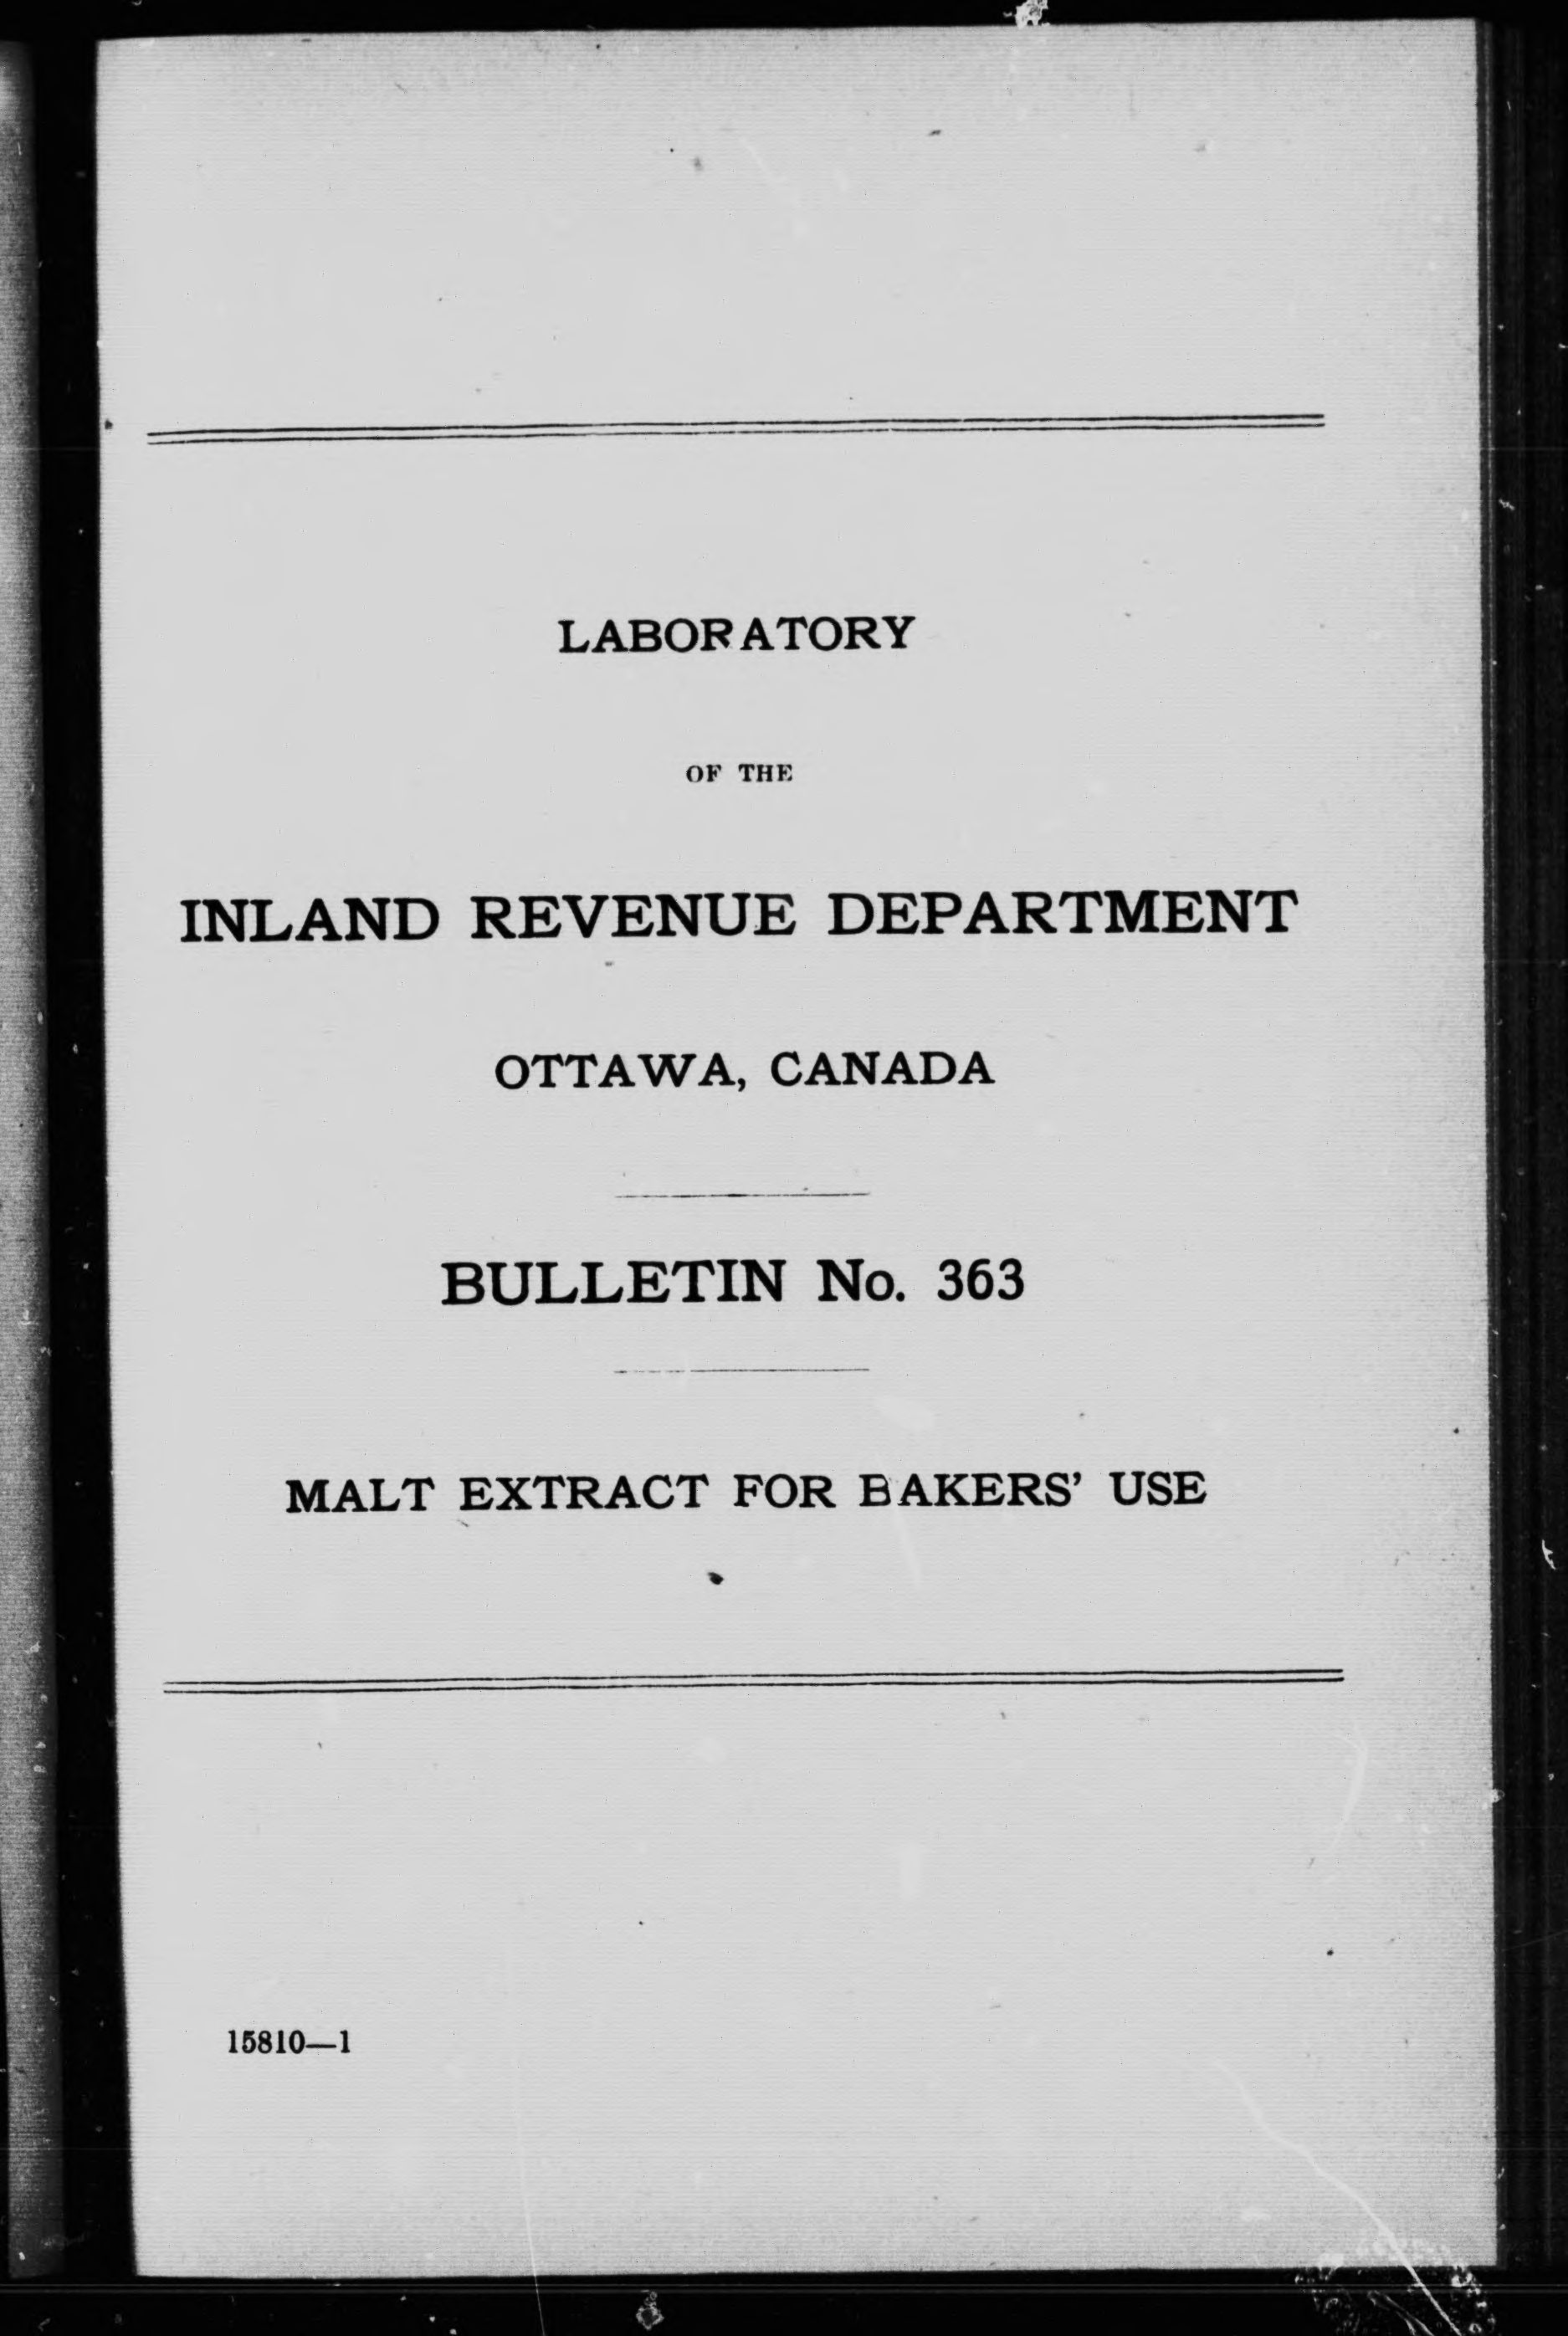 LABORATORY
OF THE
INLAND REVENUE DEPARTMENT
OTTAWA, CANADA
BULLETIN No. 363
MALT EXTRACT FOR BAKERS' USE
15810—1